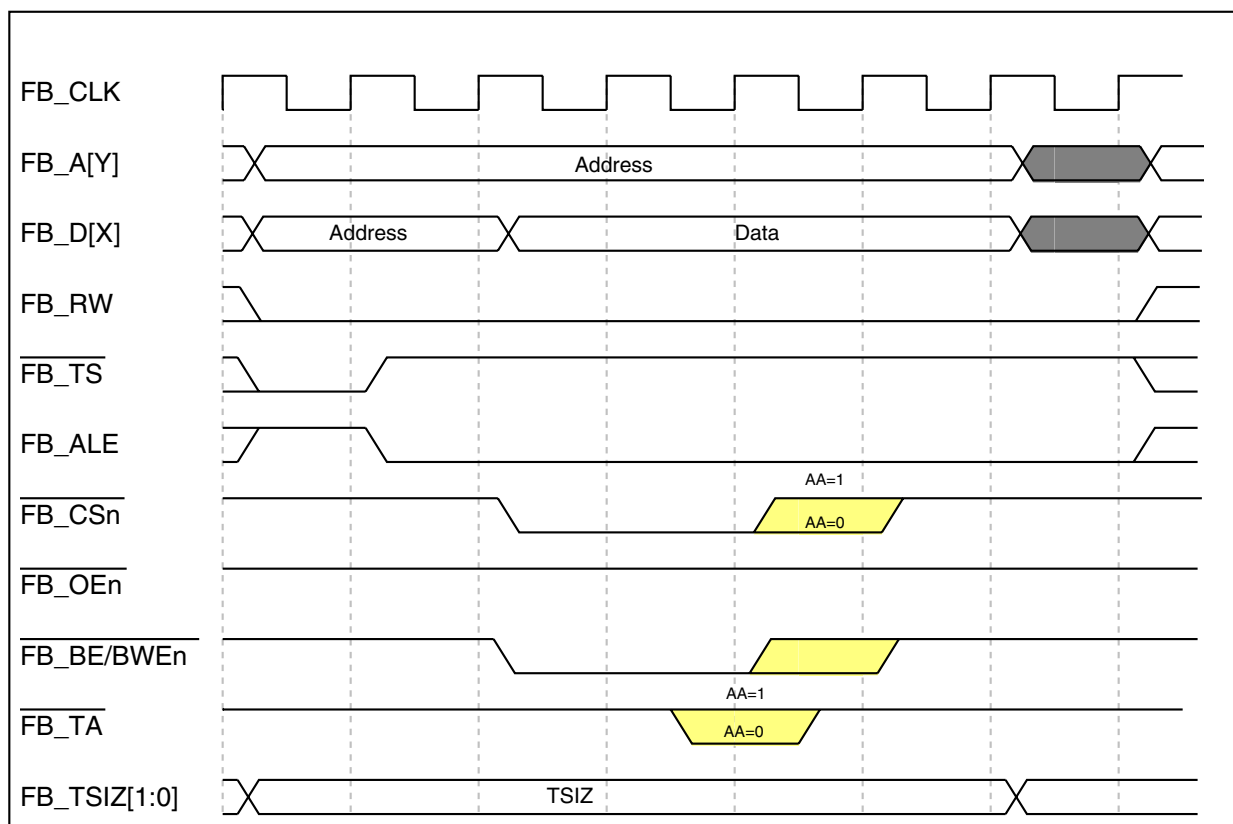 FB_CLK
FB_A[Y]
Address
FB_D[X]
Address
Data
FB_RW
FB_TS
FB_ALE
AA=1
FB_CSn
AA=0
FB_OEn
FB_BE/BWEn
AA=1
FB_TA
AA=0
FB_TSIZ[1:0]
TSIZ